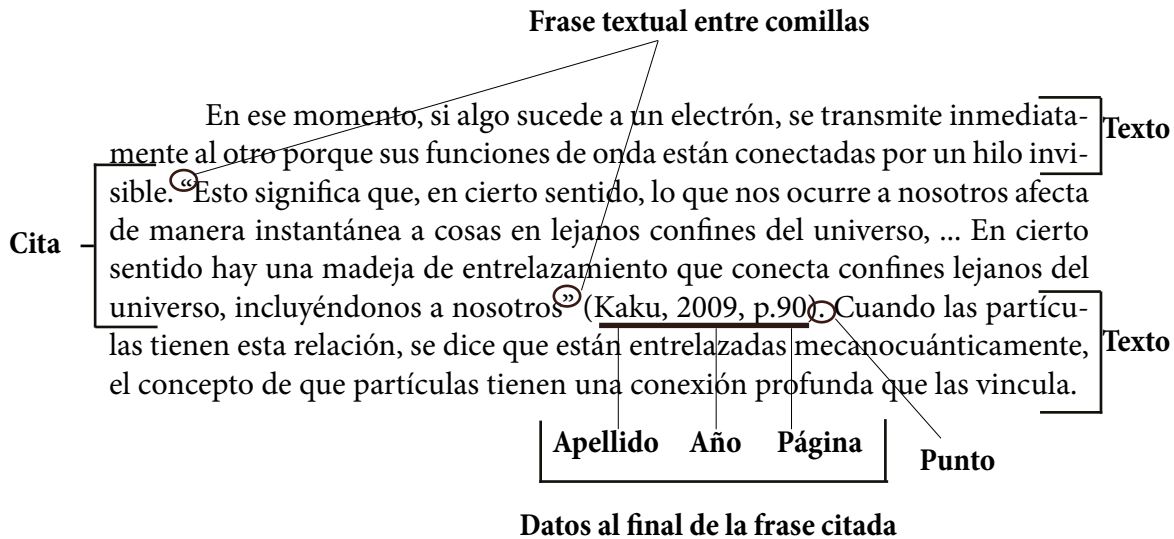 Frase textual entre comillas
En ese momento, si algo sucede a un electrón, se transmite inmediata-
mente al otro porque sus funciones de onda están conectadas por un hilo invi-
sible. “Esto significa que, en cierto sentido, lo que nos ocurre a nosotros afecta
de manera instantánea a cosas en lejanos confines del universo, ... En cierto
sentido hay una madeja de entrelazamiento que conecta confines lejanos del
universo, incluyéndonos a nosotros” (Kaku, 2009, p.90). Cuando las partícu-
las tienen esta relación, se dice que están entrelazadas mecanocuánticamente,
el concepto de que partículas tienen una conexión profunda que las vincula.
Texto
Cita
Texto
Apellido Año Página
Punto
Datos al final de la frase citada